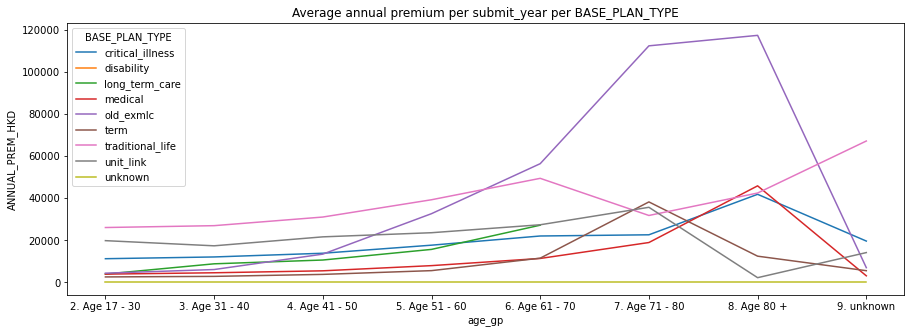 Average annual premium per submit_year per BASE_PLAN_TYPE
ANNUAL_PREM_HKD
120000
100000
80000
60000
40000
20000
0
BASE_PLAN_TYPE
critical_illness
disability
long_term_care
medical
old_exmlc
term
traditional_life
unit_link
unknown
2. Age 17 - 30 3. Age 31 - 40 4. Age 41 - 50 5. Age 51 - 60 6. Age 61 - 70 7. Age 71 - 80 8. Age 80 + 9. unknown
age_gp